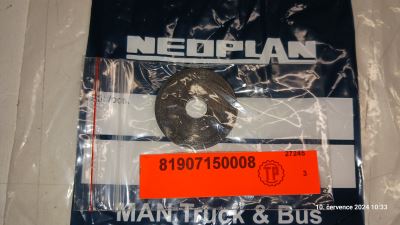 NEOPLAN
81907150008
27245
TP
3
MAN Truck & Bus
10. července 2024 10:33